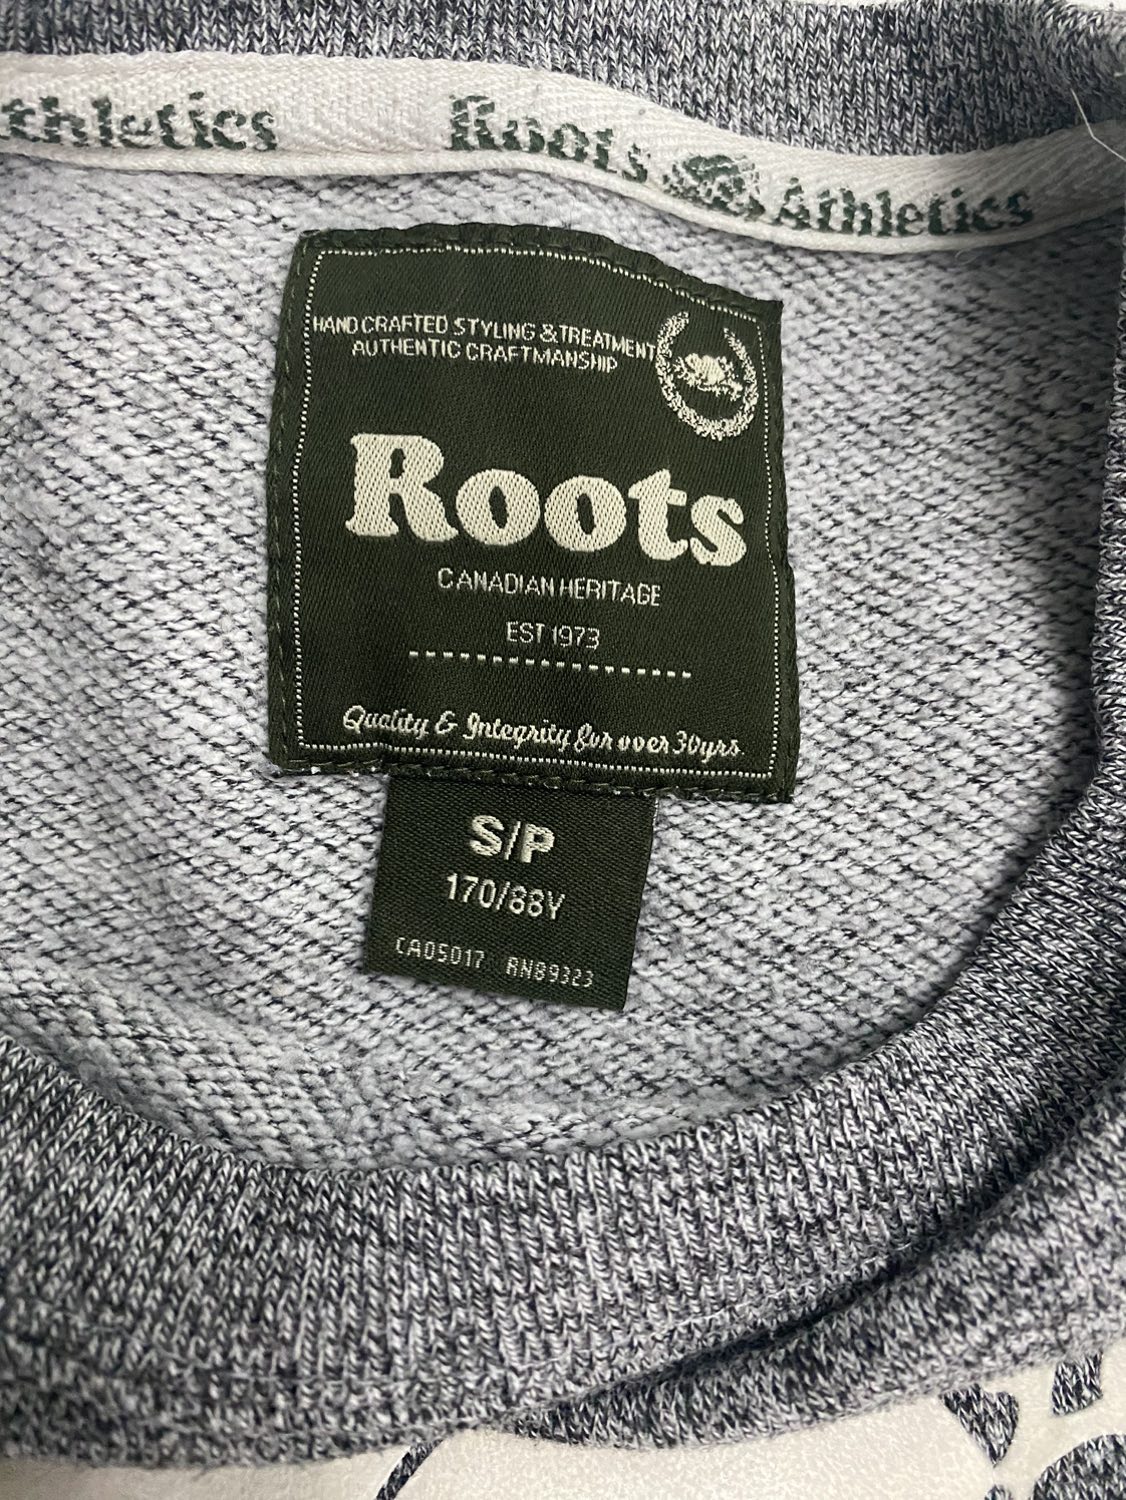 Athletics Roots Athletics
HAND CRAFTED STYLING & TREATMENT
AUTHENTIC CRAFTMANSHIP
Roots
CANADIAN HERITAGE
EST 1973
Quality & Integrity for over 30yrs.
S/P
170/88Y
CA05017 RN89323